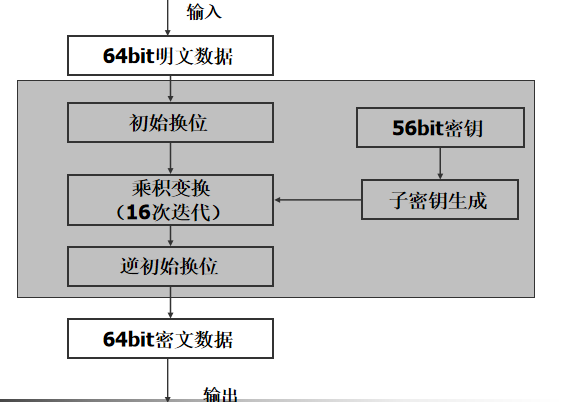 输入
64bit明文数据
初始换位
56bit密钥
乘积变换
（16次迭代）
子密钥生成
逆初始换位
64bit密文数据
输出